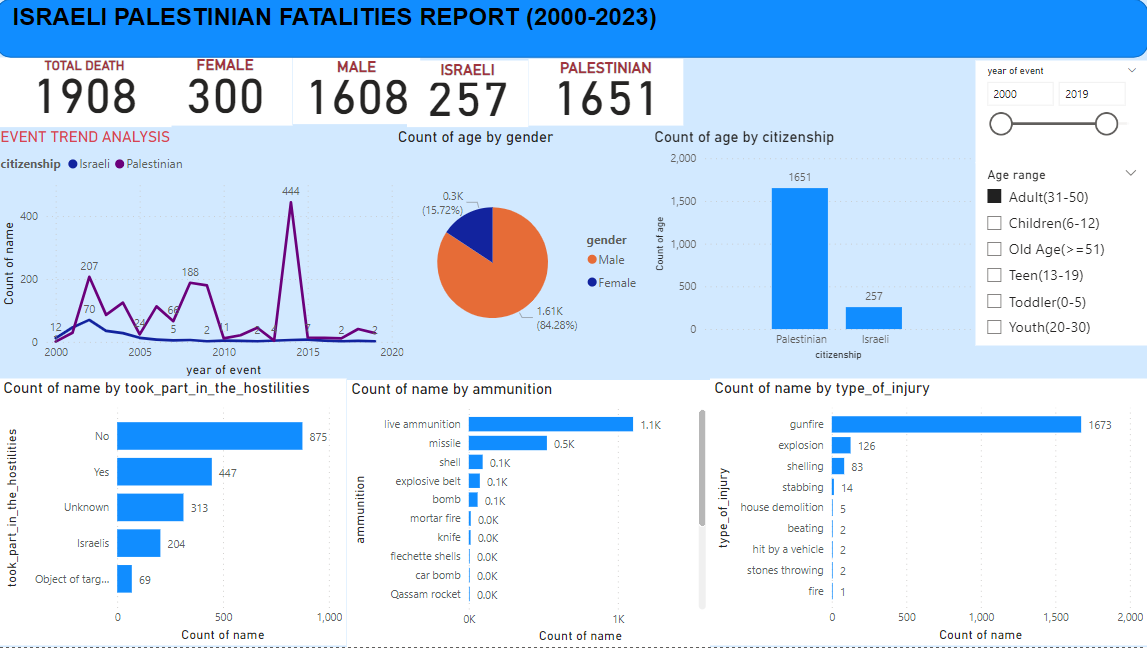 ISRAELI PALESTINIAN FATALITIES REPORT (2000-2023)
TOTAL DEATH
1908
FEMALE
300
MALE
1608
ISRAELI
257
PALESTINIAN
1651
year of event
2000
2019
Age range
Adult(31-50)
Children(6-12)
Old Age(>=51)
Teen(13-19)
Toddler(0-5)
Youth(20-30)
EVENT TREND ANALYSIS
citizenship Israeli Palestinian
Count of name
400
200
0
12
207
70
24
66
5
188
2
11
2
4
444
7
2
2
2000 2005 2010 2015 2020
year of event
Count of age by gender
0.3K
(15.72%)
1.61K
(84.28%)
gender
Male
Female
Count of age by citizenship
Count of age
2,000
1,500
1,000
500
0
1651
257
Palestinian Israeli
citizenship
Count of name by took_part_in_the_hostilities
took_part_in_the_hostilities
No 875
Yes 447
Unknown 313
Israelis 204
Object of targ... 69
0 500 1,000
Count of name
Count of name by ammunition
ammunition
live ammunition 1.1K
missile 0.5K
shell 0.1K
explosive belt 0.1K
bomb 0.1K
mortar fire 0.0K
knife 0.0K
flechette shells 0.0K
car bomb 0.0K
Qassam rocket 0.0K
0K 1K
Count of name
Count of name by type_of_injury
type_of_injury
gunfire 1673
explosion 126
shelling 83
stabbing 14
house demolition 5
beating 2
hit by a vehicle 2
stones throwing 2
fire 1
0 500 1,000 1,500 2,000
Count of name